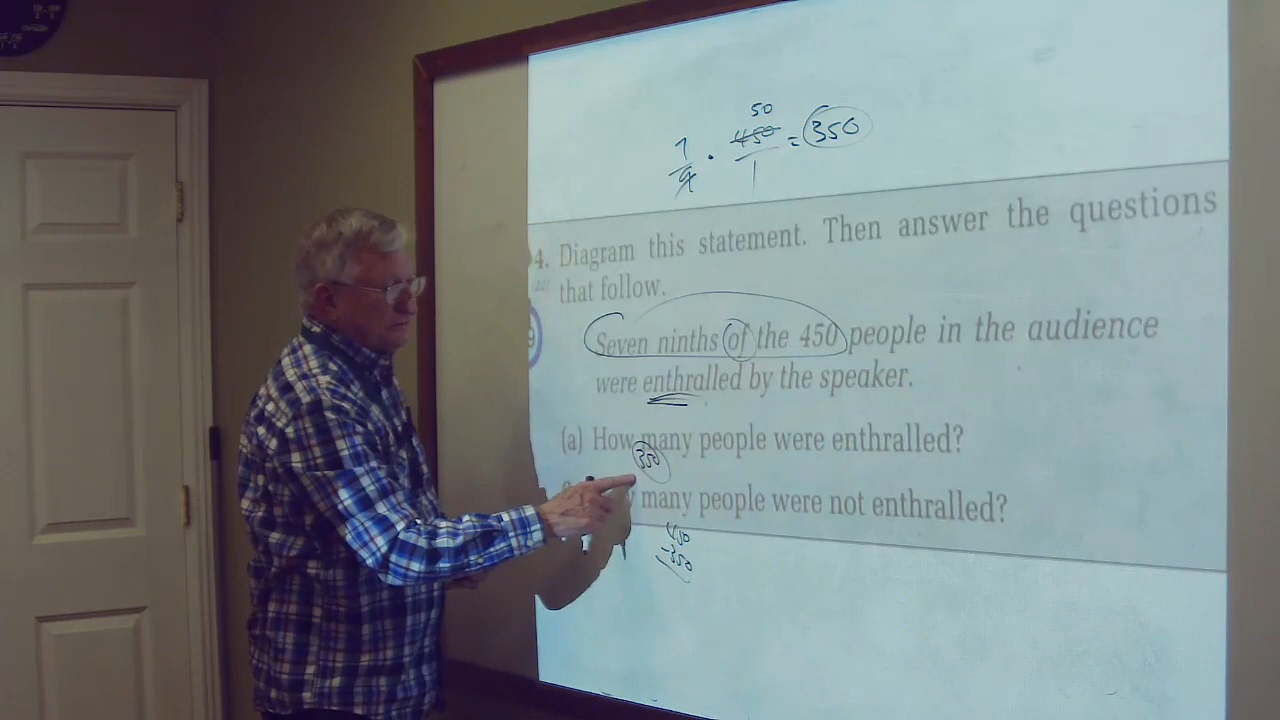 50
7/9 · 450/1 = 350
4. Diagram this statement. Then answer the questions
that follow.
Seven ninths of the 450 people in the audience
were enthralled by the speaker.
(a) How many people were enthralled?
350
many people were not enthralled?
450
-350